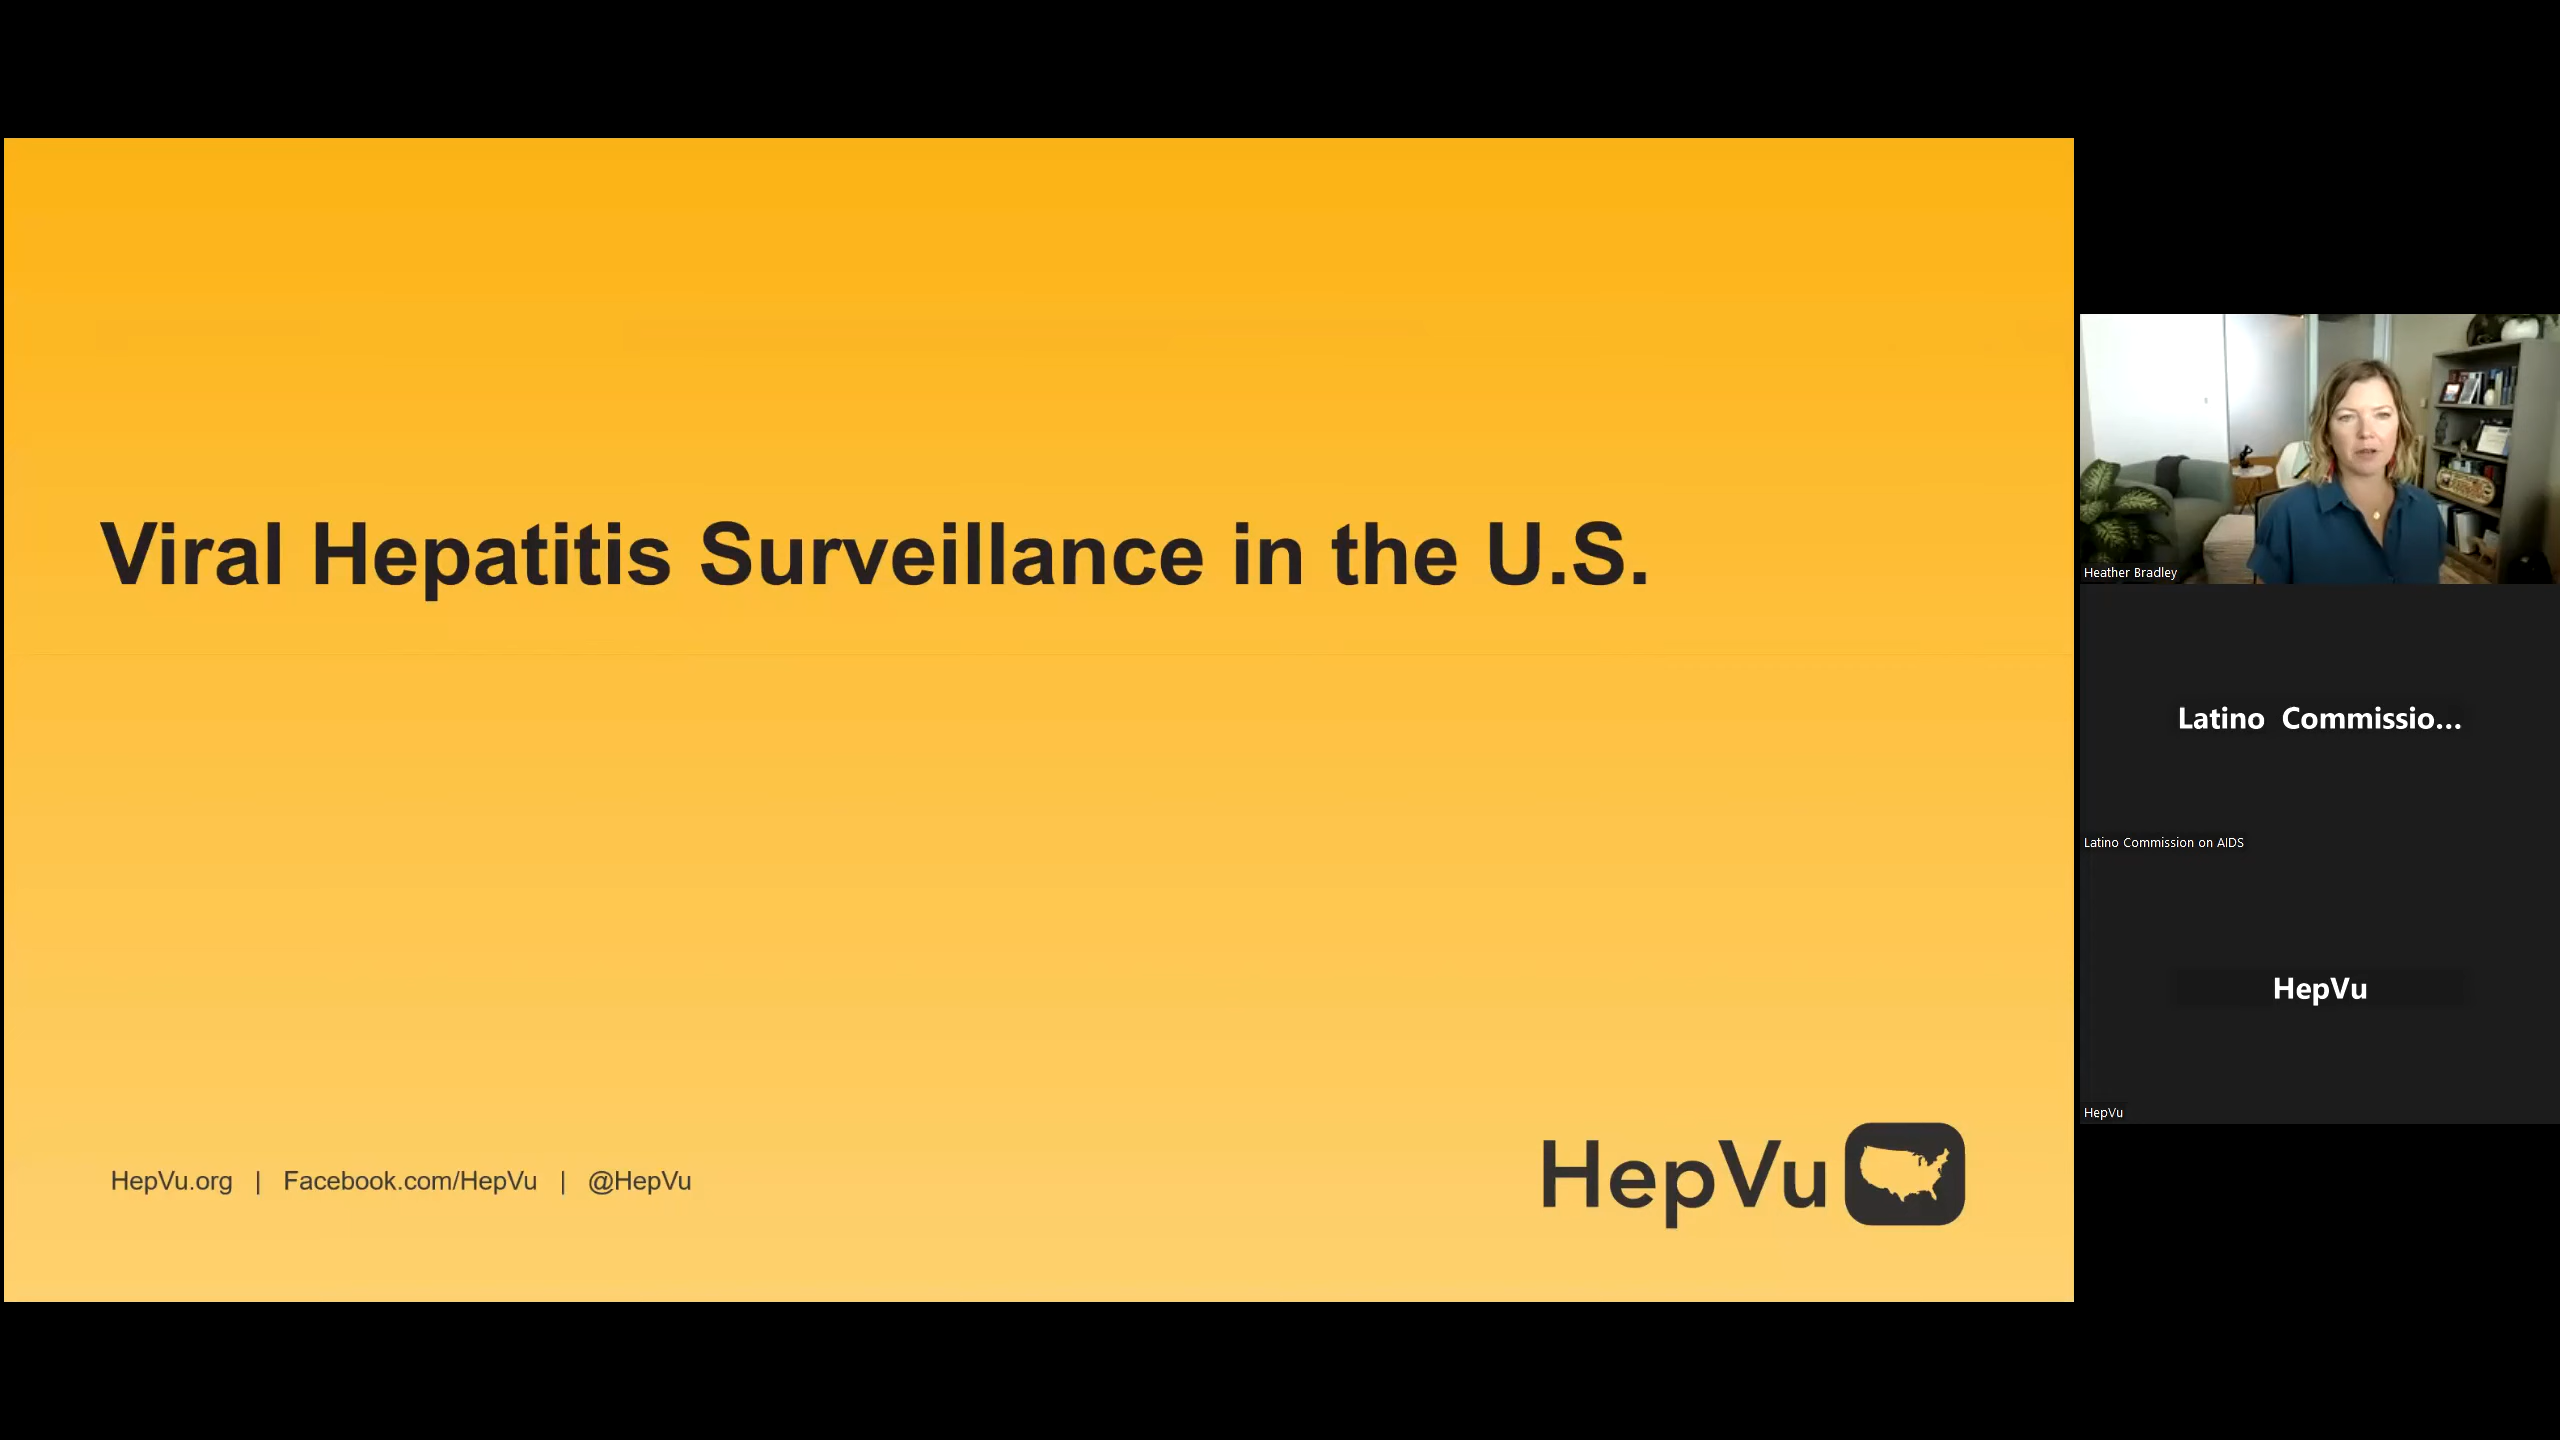 Viral Hepatitis Surveillance in the U.S.
HepVu.org | Facebook.com/HepVu | @HepVu
HepVu
Heather Bradley
Latino Commissio...
Latino Commission on AIDS
HepVu
HepVu